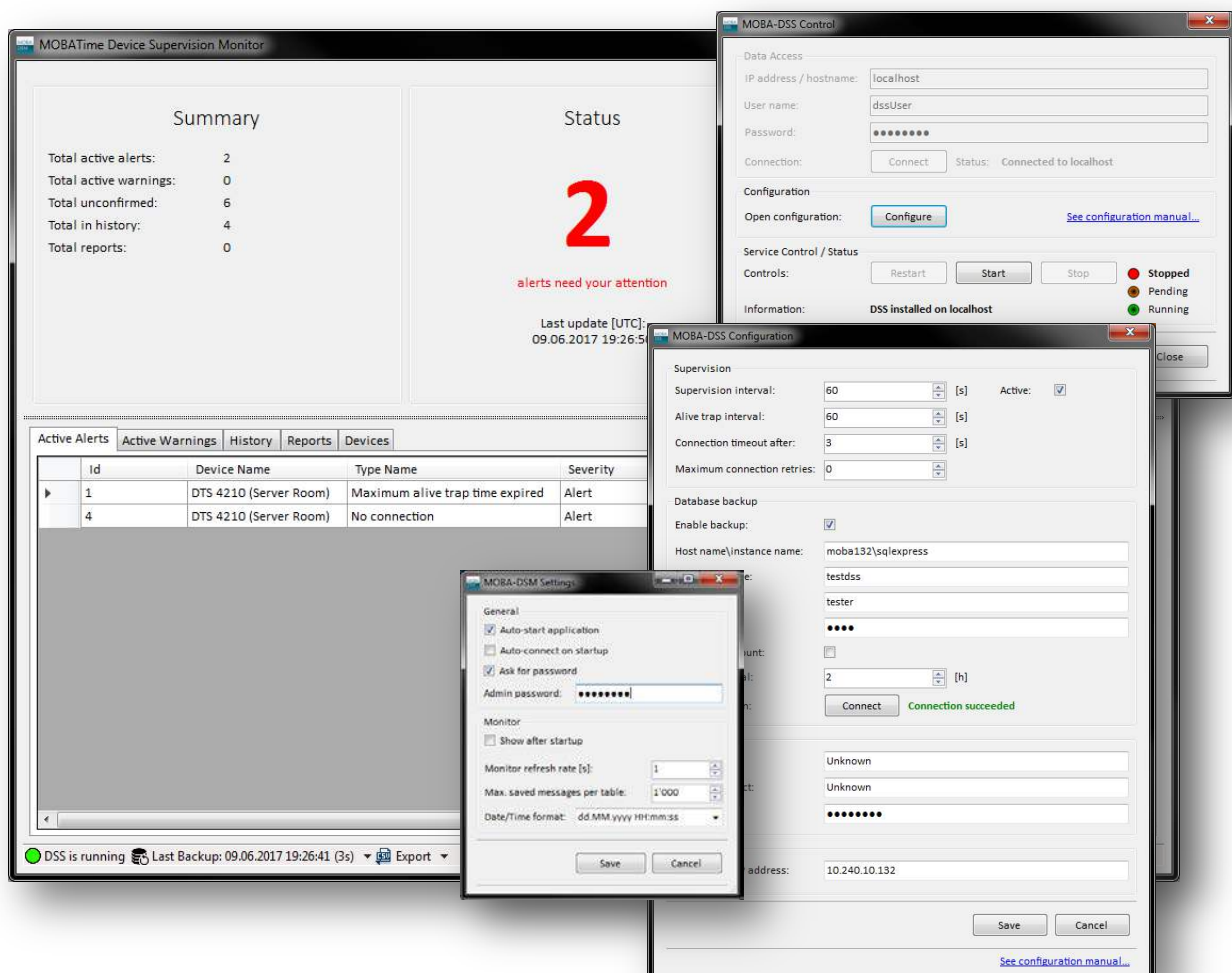 MOBATime Device Supervision Monitor
Summary
Total active alerts: 2
Total active warnings: 0
Total unconfirmed: 6
Total in history: 4
Total reports: 0
Status
2
alerts need your attention
Last update [UTC]:
09.06.2017 19:26:5
Active Alerts Active Warnings History Reports Devices
Id Device Name Type Name Severity
1 DTS 4210 (Server Room) Maximum alive trap time expired Alert
4 DTS 4210 (Server Room) No connection Alert
DSS is running Last Backup: 09.06.2017 19:26:41 (3s) Export
MOBA-DSS Control
Data Access
IP address / hostname: localhost
User name: dssUser
Password: ●●●●●●●●
Connection: Connect Status: Connected to localhost
Configuration
Open configuration: Configure See configuration manual...
Service Control / Status
Controls: Restart Start Stop Stopped
Pending
Information: DSS installed on localhost Running
Close
MOBA-DSS Configuration
Supervision
Supervision interval: 60 [s] Active:
Alive trap interval: 60 [s]
Connection timeout after: 3 [s]
Maximum connection retries: 0
Database backup
Enable backup:
Host name\instance name: moba132\sqlexpress
e: testdss
tester
●●●●
unt:
al: 2 [h]
n: Connect Connection succeeded
Unknown
ct: Unknown
●●●●●●●●
address: 10.240.10.132
Save Cancel
See configuration manual...
MOBA-DSM Settings
General
Auto-start application
Auto-connect on startup
Ask for password
Admin password: ●●●●●●●●
Monitor
Show after startup
Monitor refresh rate [s]: 1
Max. saved messages per table: 1'000
Date/Time format: dd.MM.yyyy HH:mm:ss
Save Cancel